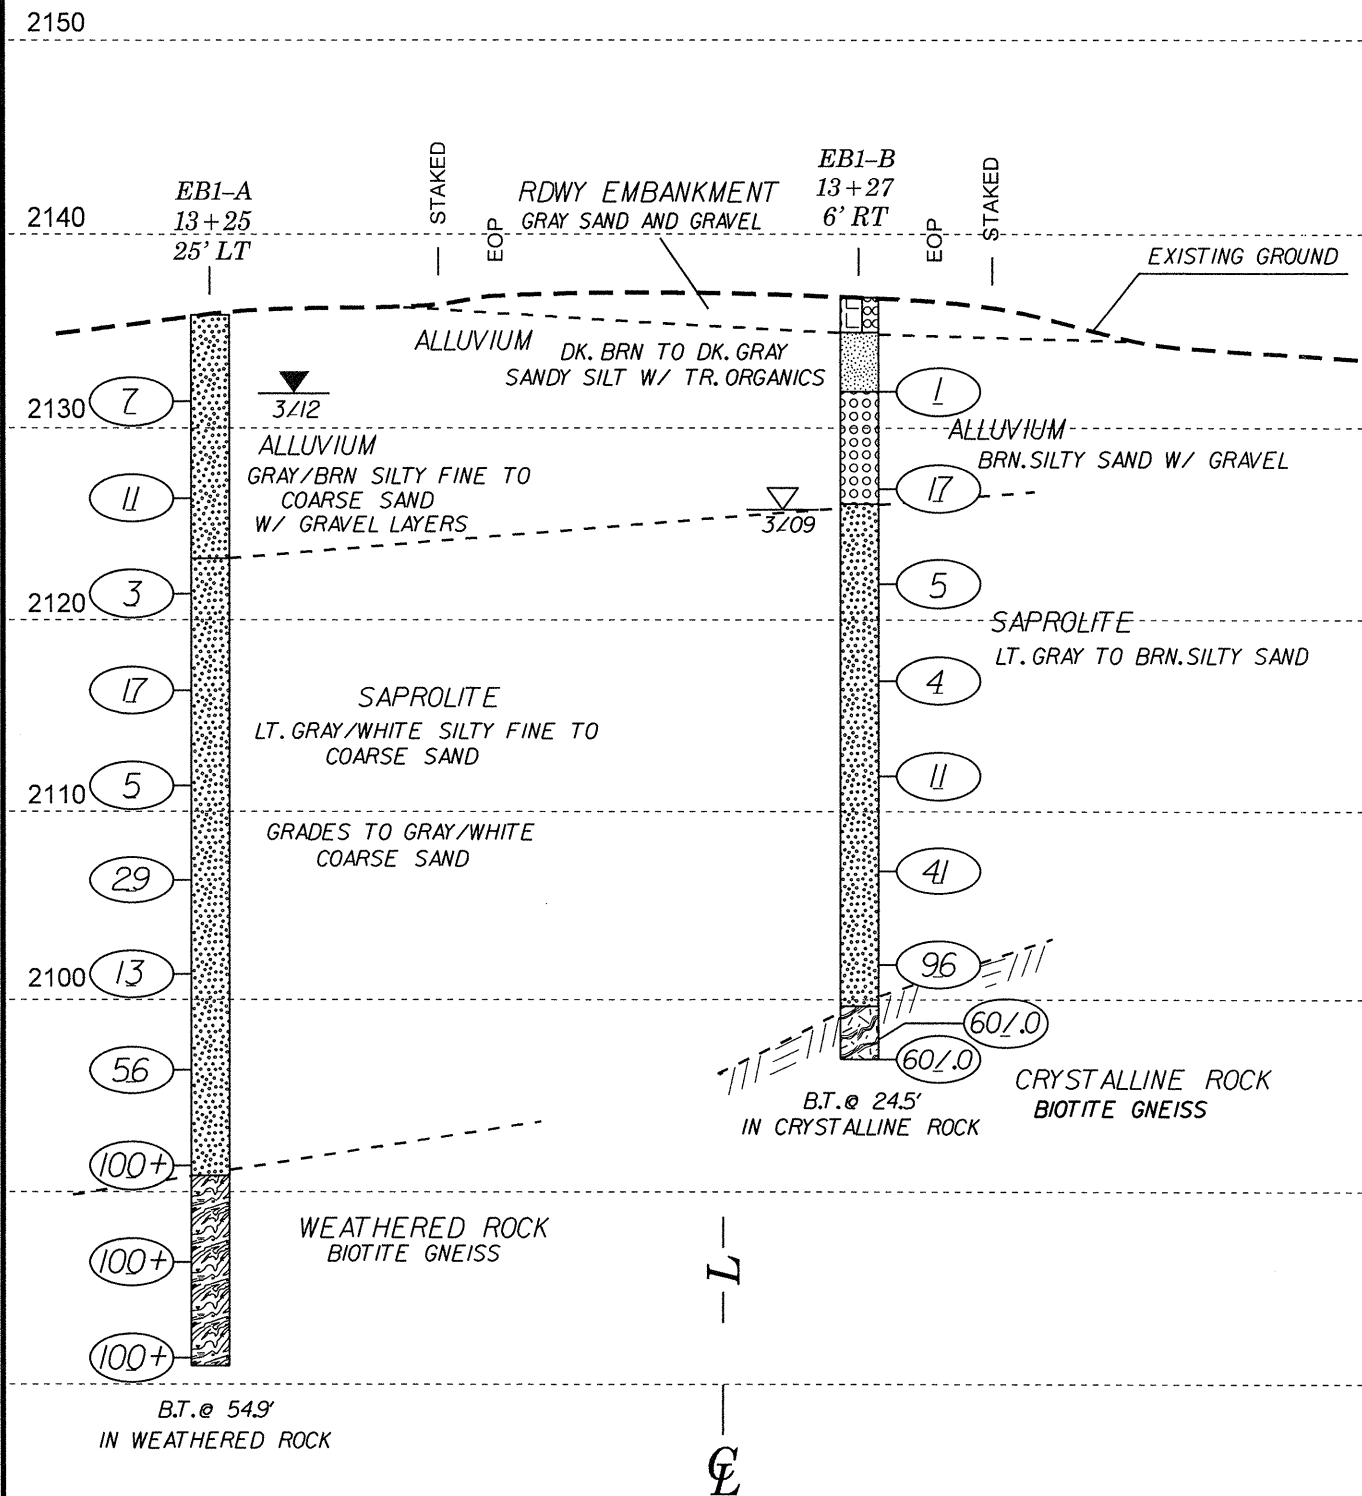 2150
STAKED
EB1-B
13+27
6' RT
STAKED
EB1-A
13+25
25' LT
RDWY EMBANKMENT
GRAY SAND AND GRAVEL
2140
EOP
EOP
EXISTING GROUND
ALLUVIUM
DK. BRN TO DK. GRAY
SANDY SILT W/ TR. ORGANICS
2130
7
3/12
1
ALLUVIUM
GRAY/BRN SILTY FINE TO
COARSE SAND
W/ GRAVEL LAYERS
ALLUVIUM
BRN. SILTY SAND W/ GRAVEL
11
17
3/09
2120
3
5
SAPROLITE
LT. GRAY TO BRN. SILTY SAND
17
4
SAPROLITE
LT. GRAY/WHITE SILTY FINE TO
COARSE SAND
2110
5
11
GRADES TO GRAY/WHITE
COARSE SAND
29
41
2100
13
96
60/.0
56
60/.0
CRYSTALLINE ROCK
BIOTITE GNEISS
B.T. @ 24.5'
IN CRYSTALLINE ROCK
100+
WEATHERED ROCK
BIOTITE GNEISS
100+
L
100+
B.T. @ 54.9'
IN WEATHERED ROCK
℄